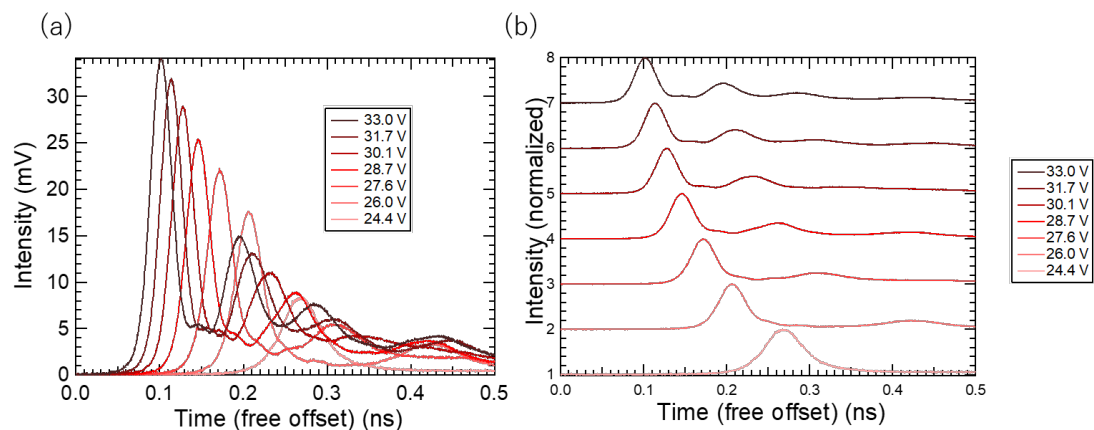 (a)
Intensity (mV)
30
25
20
15
10
5
0
0.0
0.1
0.2
0.3
0.4
0.5
Time (free offset) (ns)
33.0 V
31.7 V
30.1 V
28.7 V
27.6 V
26.0 V
24.4 V
(b)
Intensity (normalized)
8
7
6
5
4
3
2
1
0.0
0.1
0.2
0.3
0.4
0.5
Time (free offset) (ns)
33.0 V
31.7 V
30.1 V
28.7 V
27.6 V
26.0 V
24.4 V